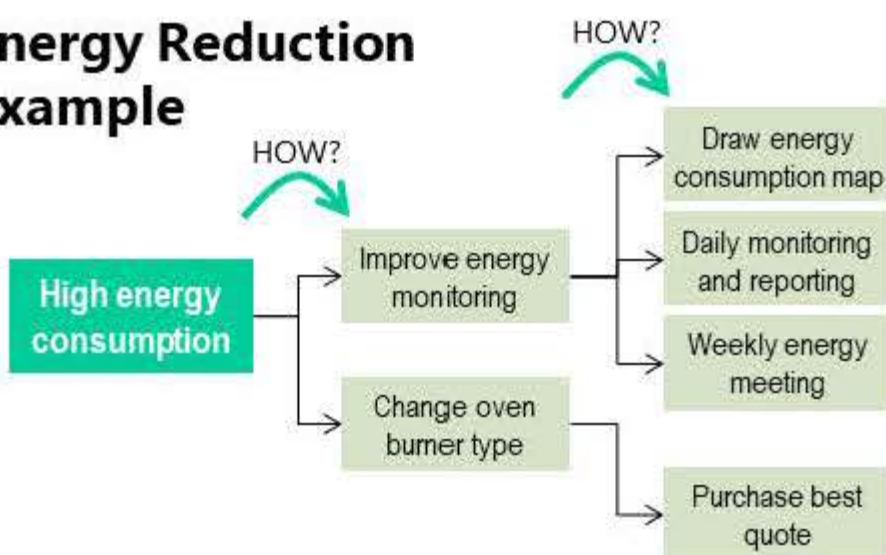 nergy Reduction
xample
HOW?
HOW?
High energy
consumption
Improve energy
monitoring
Change oven
burner type
Draw energy
consumption map
Daily monitoring
and reporting
Weekly energy
meeting
Purchase best
quote